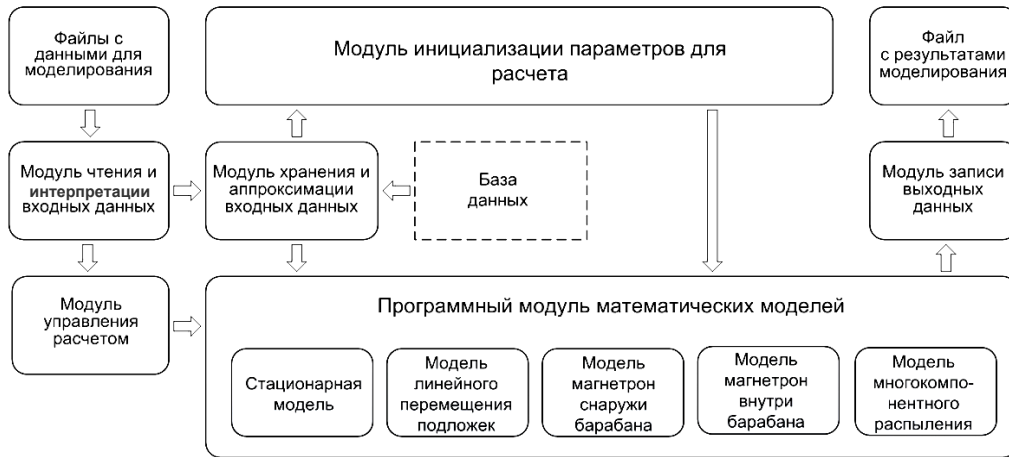 Файлы с
данными для
моделирования
Модуль инициализации параметров для
расчета
Файл
с результатами
моделирования
Модуль чтения и
интерпретации
входных данных
Модуль хранения и
аппроксимации
входных данных
База
данных
Модуль записи
выходных
данных
Модуль
управления
расчетом
Программный модуль математических моделей
Стационарная
модель
Модель
линейного
перемещения
подложек
Модель
магнетрон
снаружи
барабана
Модель
магнетрон
внутри
барабана
Модель
многокомпо-
нентного
распыления